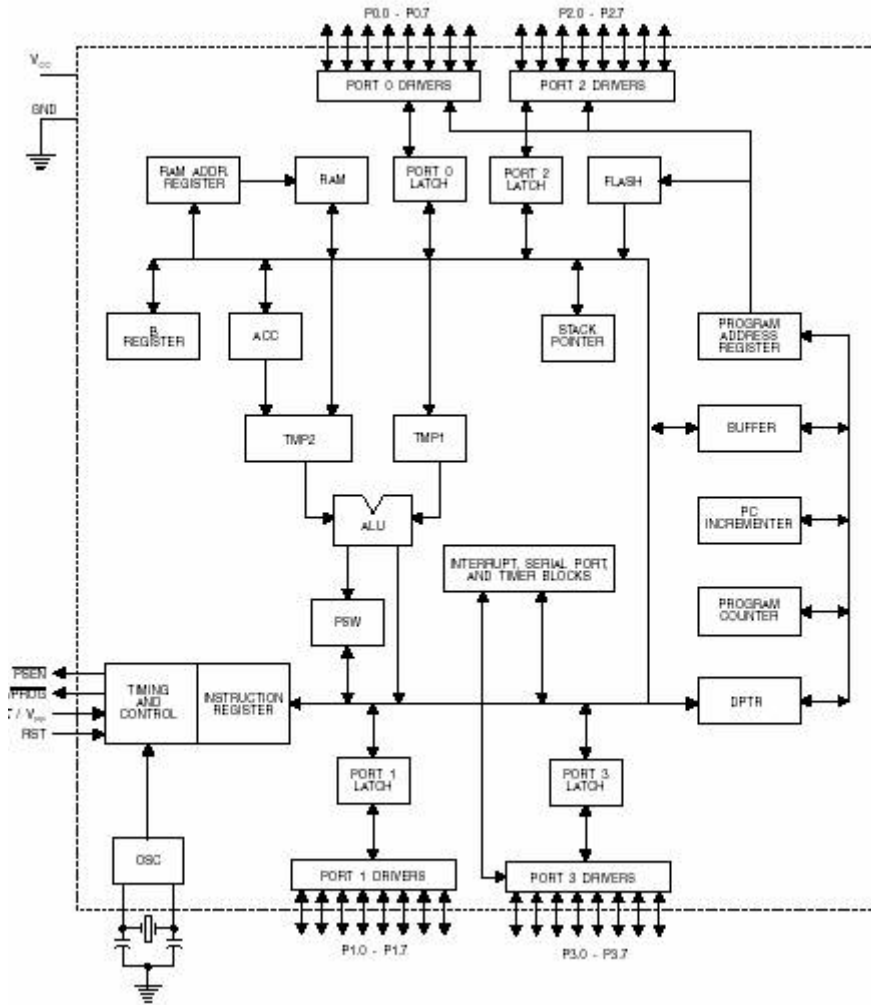 P0.0 - P0.7
P2.0 - P2.7
VCC
PORT 0 DRIVERS
PORT 2 DRIVERS
GND
RAM ADDR.
REGISTER
RAM
PORT 0
LATCH
PORT 2
LATCH
FLASH
B
REGISTER
ACC
STACK
POINTER
PROGRAM
ADDRESS
REGISTER
TMP2
TMP1
BUFFER
ALU
PC
INCREMENTER
INTERRUPT, SERIAL PORT,
AND TIMER BLOCKS
PSW
PROGRAM
COUNTER
PSEN
/PROG
/ VPP
RST
TIMING
AND
CONTROL
INSTRUCTION
REGISTER
DPTR
PORT 1
LATCH
PORT 3
LATCH
OSC
PORT 1 DRIVERS
PORT 3 DRIVERS
P1.0 - P1.7
P3.0 - P3.7